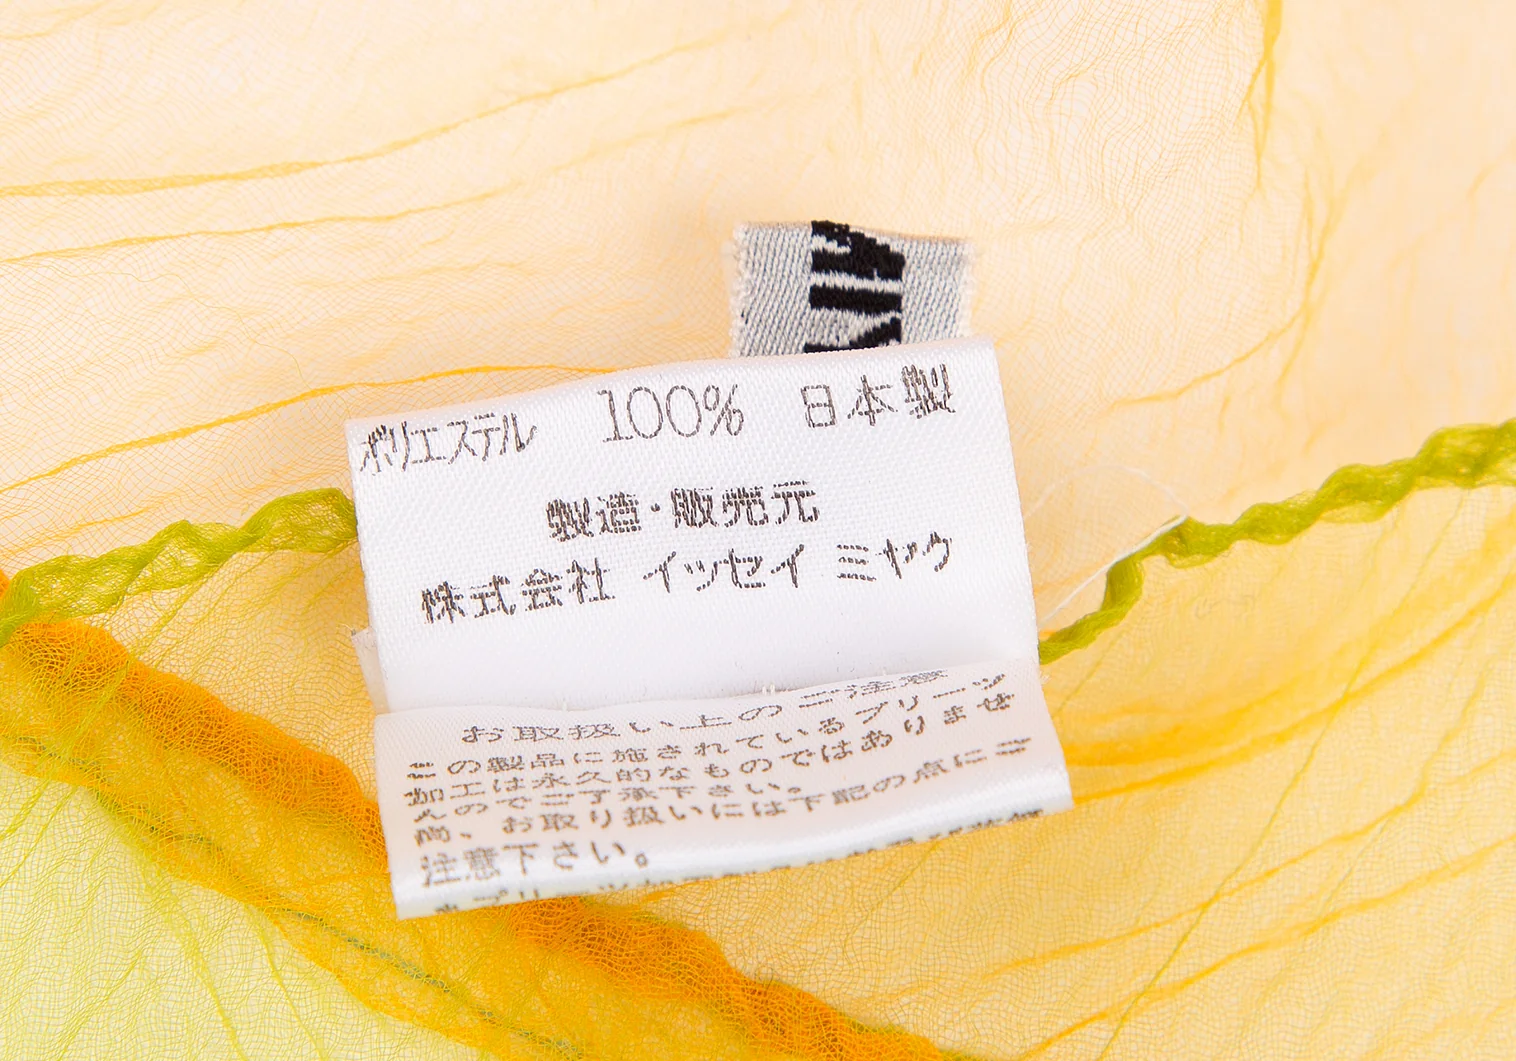 ポリエステル 100% 日本製
製造・販売元
株式会社 イッセイ ミヤケ
お取扱い上のご注意
この製品に施されているプリーツ
加工は永久的なものではありませ
んのでご了承下さい。
尚、お取り扱いには下記の点にご
注意下さい。